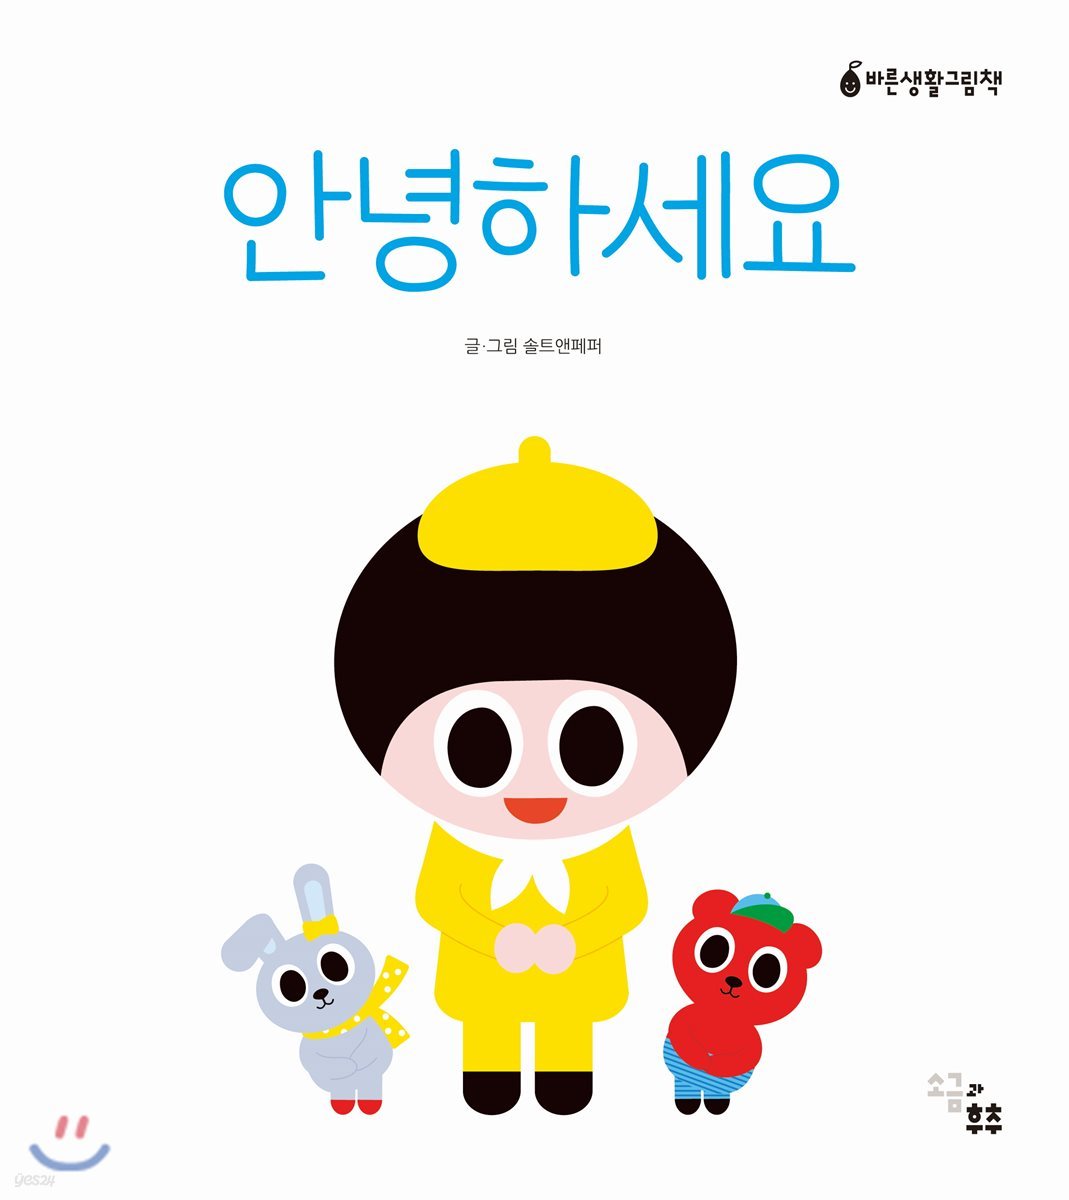 바른생활그림책
안녕하세요
글·그림 솔트앤페퍼
소금과
후추
yes24